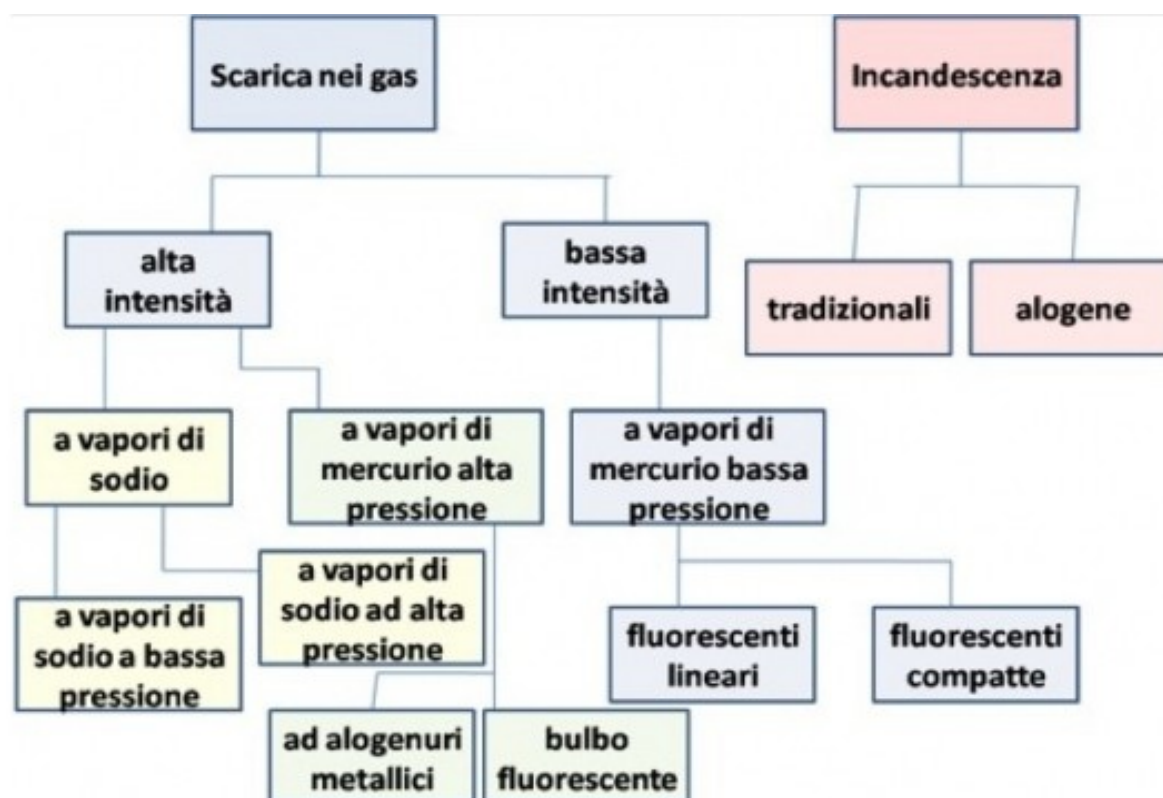 Scarica nei gas
Incandescenza
alta
intensità
bassa
intensità
tradizionali
alogene
a vapori di
sodio
a vapori di
mercurio alta
pressione
a vapori di
mercurio bassa
pressione
a vapori di
sodio a bassa
pressione
a vapori di
sodio ad alta
pressione
fluorescenti
lineari
fluorescenti
compatte
ad alogenuri
metallici
bulbo
fluorescente